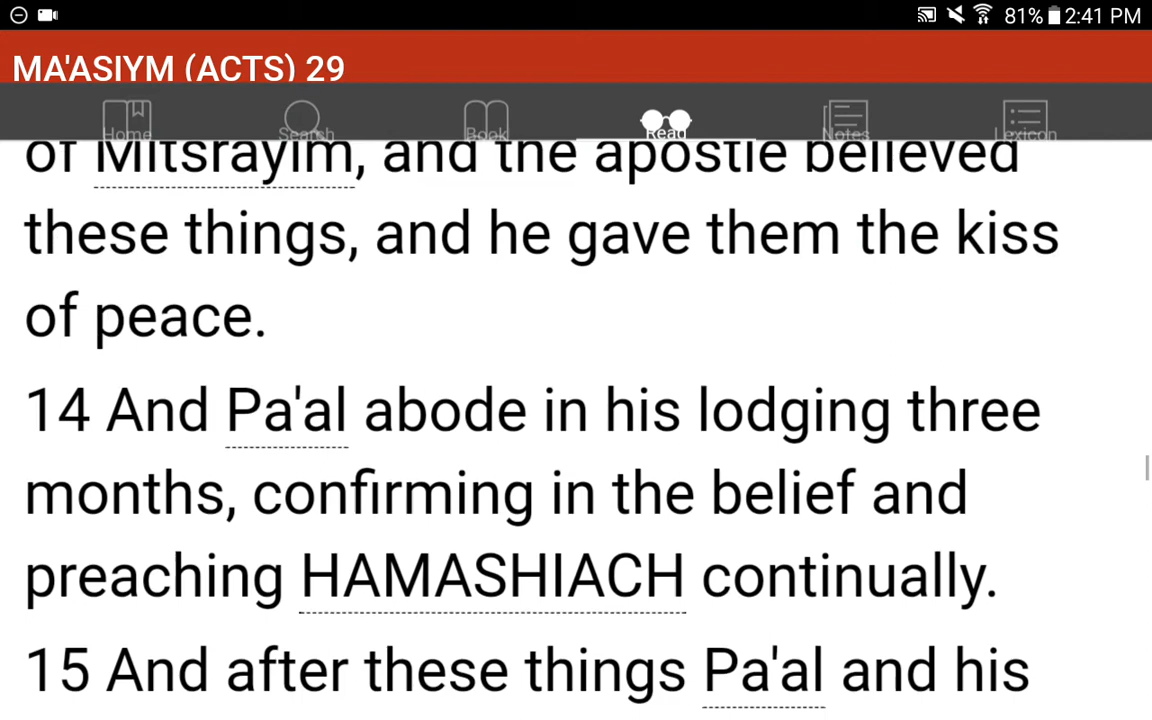 81% 2:41 PM
MA'ASIYM (ACTS) 29
Home Search Book Read Notes Lexicon
of Mitsrayim, and the apostle believed
these things, and he gave them the kiss
of peace.
14 And Pa'al abode in his lodging three
months, confirming in the belief and
preaching HAMASHIACH continually.
15 And after these things Pa'al and his